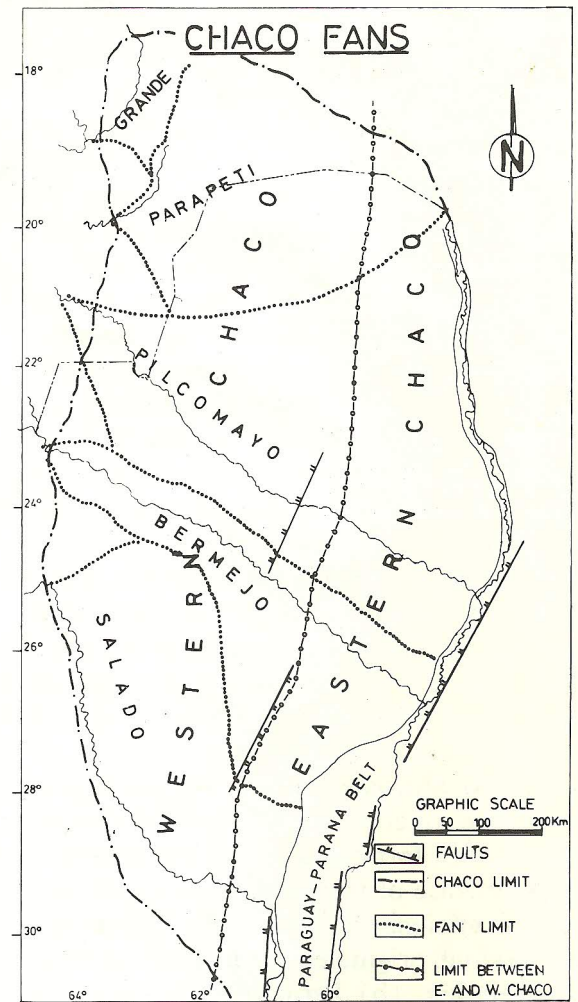 CHACO FANS
18°
GRANDE
N
PARAPETI
20°
CHACO
CHACO
22°
PILCOMAYO
24°
BERMEJO
EASTERN
WESTERN
SALADO
26°
28°
PARAGUAY-PARANA BELT
GRAPHIC SCALE
0 50 100 200Km
FAULTS
CHACO LIMIT
FAN LIMIT
LIMIT BETWEEN
E. AND W. CHACO
30°
64° 62° 60°